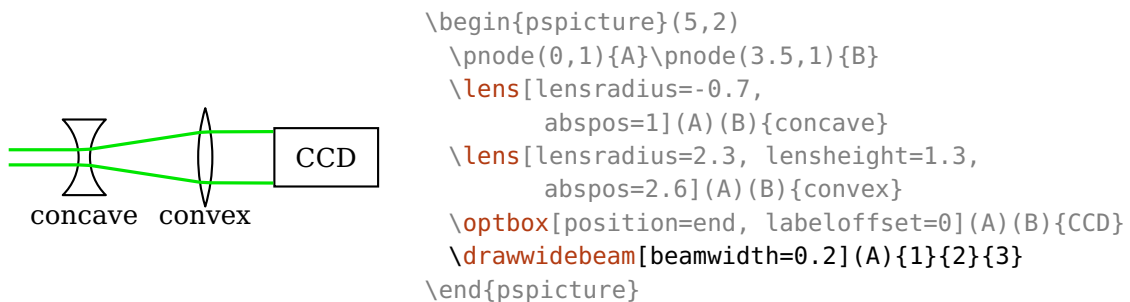 CCD
concave convex
\begin{pspicture}(5,2)
\pnode(0,1){A}\pnode(3.5,1){B}
\lens[lensradius=-0.7,
abspos=1](A)(B){concave}
\lens[lensradius=2.3, lensheight=1.3,
abspos=2.6](A)(B){convex}
\optbox[position=end, labeloffset=0](A)(B){CCD}
\drawwidebeam[beamwidth=0.2](A){1}{2}{3}
\end{pspicture}